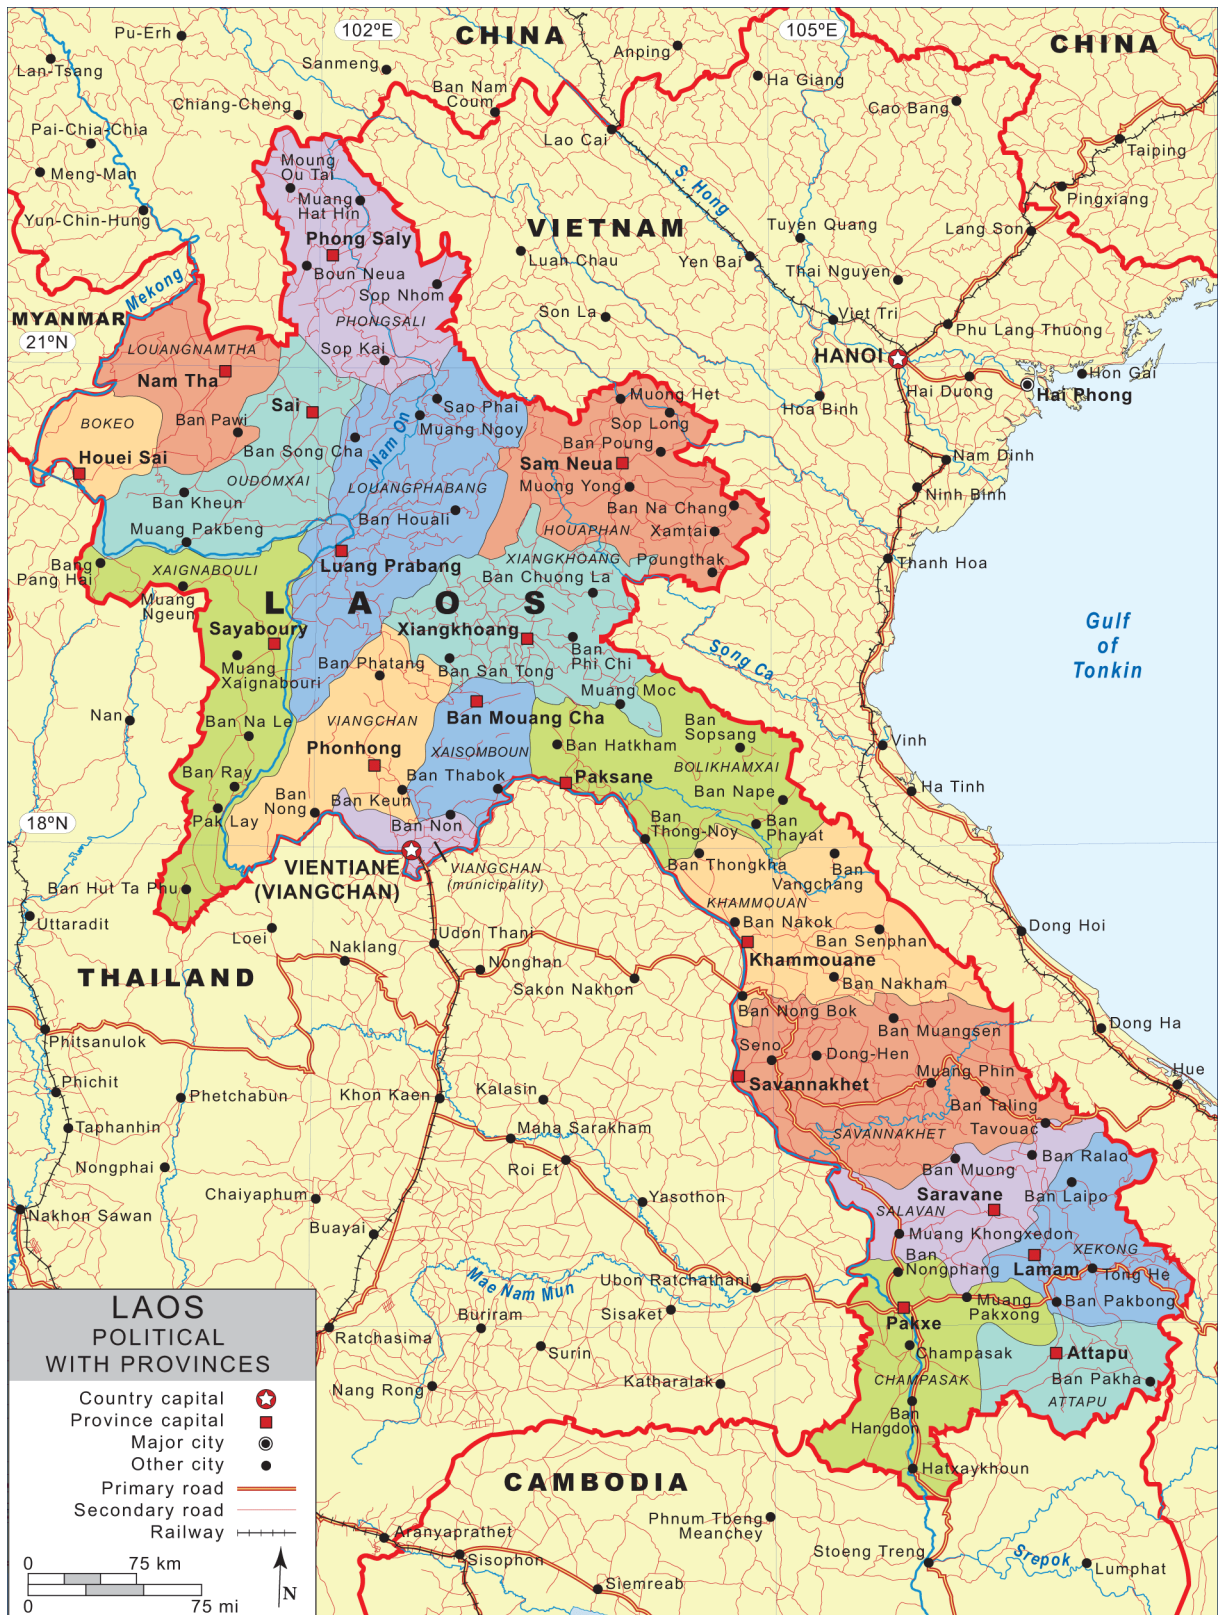 102ºE
105ºE
CHINA
CHINA
Pu-Erh
Lan-Tsang
Sanmeng
Anping
Ha Giang
Ban Nam
Coum
Chiang-Cheng
Cao Bang
Pai-Chia-Chia
Lao Cai
Taiping
Meng-Man
Moung
Ou Tai
S. Hong
Pingxiang
Muang
Hat Hin
Yun-Chin-Hung
VIETNAM
Tuyen Quang
Lang Son
Phong Saly
Luan Chau
Yen Bai
Boun Neua
Thai Nguyen
Mekong
Sop Nhom
MYANMAR
PHONGSALI
Son La
Viet Tri
Phu Lang Thuong
21ºN
LOUANGNAMTHA
Sop Kai
HANOI
Nam Tha
Hon Gai
Hai Duong
Hai Phong
Muong Het
Hoa Binh
Sai
Sao Phai
BOKEO
Ban Pawi
Muang Ngoy
Sop Long
Nam On
Ban Poung
Ban Song Cha
Houei Sai
Sam Neua
Nam Dinh
OUDOMXAI
LOUANGPHABANG
Muong Yong
Ninh Binh
Ban Kheun
Ban Houali
Ban Na Chang
Muang Pakbeng
HOUAPHAN
Xamtai
Bang
Pang Hai
XAIGNABOULI
Luang Prabang
XIANGKHOANG
Poungthak
Thanh Hoa
Ban Chuong La
Muang
Ngeun
LAOS
Sayaboury
Xiangkhoang
Gulf
of
Tonkin
Ban
Phi Chi
Song Ca
Muang
Xaignabouri
Ban Phatang
Ban San Tong
Muang Moc
Nan
Ban Na Le
VIANGCHAN
Ban Mouang Cha
Ban
Sopsang
Phonhong
XAISOMBOUN
Ban Hatkham
Vinh
Ban Ray
Ban Thabok
Paksane
BOLIKHAMXAI
Ha Tinh
Ban
Nong
Ban Keun
Ban Nape
18ºN
Pak Lay
Ban Non
Ban
Thong-Noy
Ban
Phayat
VIENTIANE
(VIANGCHAN)
VIANGCHAN
(municipality)
Ban Thongkha
Ban
Vangchang
Ban Hut Ta Phu
KHAMMOUAN
Uttaradit
Loei
Udon Thani
Ban Nakok
Dong Hoi
Naklang
Ban Senphan
THAILAND
Nonghan
Khammouane
Sakon Nakhon
Ban Nakham
Ban Nong Bok
Phitsanulok
Ban Muangsen
Dong Ha
Seno
Dong-Hen
Phichit
Savannakhet
Muang Phin
Hue
Phetchabun
Khon Kaen
Kalasin
Ban Taling
Taphanhin
Maha Sarakham
SAVANNAKHET
Tavouac
Nongphai
Roi Et
Ban Muong
Ban Ralao
Chaiyaphum
Yasothon
Saravane
Ban Laipo
Nakhon Sawan
SALAVAN
Buayai
Muang Khongxedon
XEKONG
Ban
Nongphang
Lamam
Tong He
Mae Nam Mun
Ubon Ratchathani
Buriram
Sisaket
Muang
Pakxong
Ban Pakbong
Ratchasima
Pakxe
Surin
Champasak
Attapu
Nang Rong
Katharalak
CHAMPASAK
Ban Pakha
ATTAPU
Ban
Hangdon
CAMBODIA
Hatxaykhoun
Phnum Tbeng
Meanchey
Aranyaprathet
Sisophon
Stoeng Treng
Srepok
Lumphat
Siemreab
LAOS
POLITICAL
WITH PROVINCES
Country capital
Province capital
Major city
Other city
Primary road
Secondary road
Railway
0 75 km
0 75 mi
N